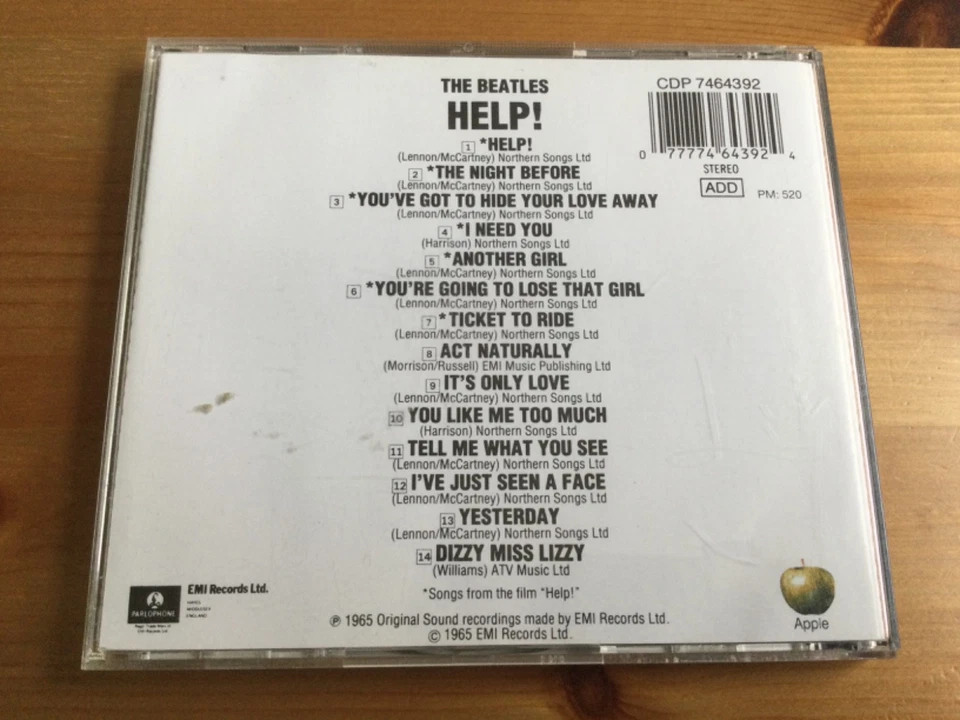 THE BEATLES
HELP!
1 *HELP!
(Lennon/McCartney) Northern Songs Ltd
2 *THE NIGHT BEFORE
(Lennon/McCartney) Northern Songs Ltd
3 *YOU'VE GOT TO HIDE YOUR LOVE AWAY
(Lennon/McCartney) Northern Songs Ltd
4 *I NEED YOU
(Harrison) Northern Songs Ltd
5 *ANOTHER GIRL
(Lennon/McCartney) Northern Songs Ltd
6 *YOU'RE GOING TO LOSE THAT GIRL
(Lennon/McCartney) Northern Songs Ltd
7 *TICKET TO RIDE
(Lennon/McCartney) Northern Songs Ltd
8 ACT NATURALLY
(Morrison/Russell) EMI Music Publishing Ltd
9 IT'S ONLY LOVE
(Lennon/McCartney) Northern Songs Ltd
10 YOU LIKE ME TOO MUCH
(Harrison) Northern Songs Ltd
11 TELL ME WHAT YOU SEE
(Lennon/McCartney) Northern Songs Ltd
12 I'VE JUST SEEN A FACE
(Lennon/McCartney) Northern Songs Ltd
13 YESTERDAY
(Lennon/McCartney) Northern Songs Ltd
14 DIZZY MISS LIZZY
(Williams) ATV Music Ltd
*Songs from the film "Help!"
℗ 1965 Original Sound recordings made by EMI Records Ltd.
© 1965 EMI Records Ltd.
CDP 7464392
0 77774 64392 4
STEREO
ADD
PM: 520
PARLOPHONE
EMI Records Ltd.
HAYES
MIDDLESEX
ENGLAND
Apple